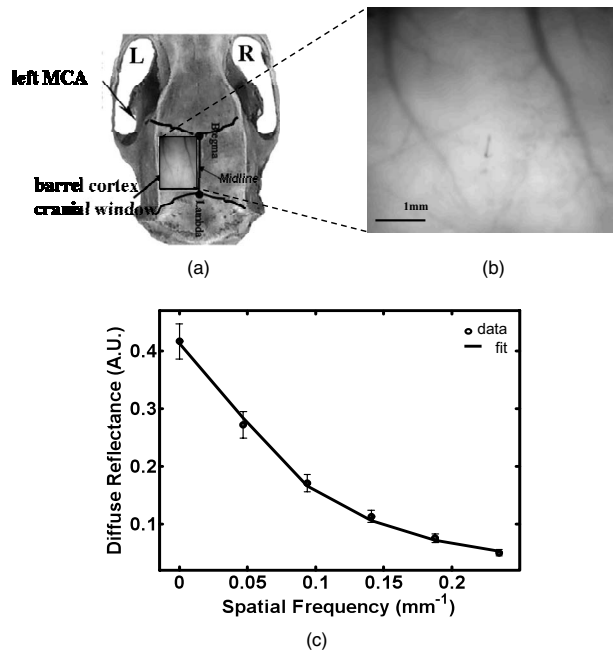 L
R
left MCA
Bregma
Midline
barrel cortex
cranial window
Lambda
1mm
(a)
(b)
data
fit
0.4
0.3
0.2
0.1
Diffuse Reflectance (A.U.)
0
0.05
0.1
0.15
0.2
Spatial Frequency (mm⁻¹)
(c)